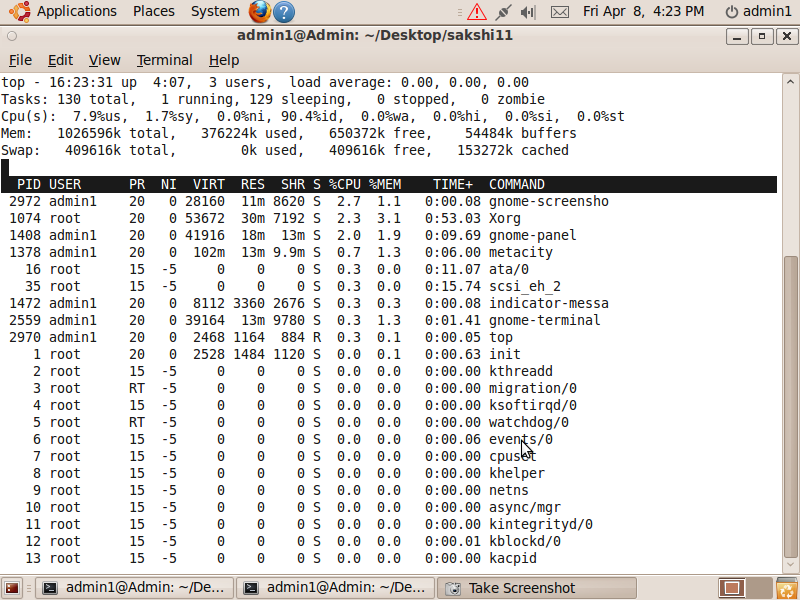 Applications Places System Fri Apr 8, 4:23 PM admin1
admin1@Admin: ~/Desktop/sakshi11
File Edit View Terminal Help
top - 16:23:31 up  4:07,  3 users,  load average: 0.00, 0.00, 0.00
Tasks: 130 total,   1 running, 129 sleeping,   0 stopped,   0 zombie
Cpu(s):  7.9%us,  1.7%sy,  0.0%ni, 90.4%id,  0.0%wa,  0.0%hi,  0.0%si,  0.0%st
Mem:   1026596k total,   376224k used,   650372k free,    54484k buffers
Swap:   409616k total,        0k used,   409616k free,   153272k cached
PID USER      PR  NI  VIRT  RES  SHR S %CPU %MEM    TIME+  COMMAND
2972 admin1    20   0 28160  11m 8620 S  2.7  1.1   0:00.08 gnome-screensho
1074 root      20   0 53672  30m 7192 S  2.3  3.1   0:53.03 Xorg
1408 admin1    20   0 41916  18m  13m S  2.0  1.9   0:09.69 gnome-panel
1378 admin1    20   0  102m  13m 9.9m S  0.7  1.3   0:06.00 metacity
16 root      15  -5     0    0    0 S  0.3  0.0   0:11.07 ata/0
35 root      15  -5     0    0    0 S  0.3  0.0   0:15.74 scsi_eh_2
1472 admin1    20   0  8112 3360 2676 S  0.3  0.3   0:00.08 indicator-messa
2559 admin1    20   0 39164  13m 9780 S  0.3  1.3   0:01.41 gnome-terminal
2970 admin1    20   0  2468 1164  884 R  0.3  0.1   0:00.05 top
1 root      20   0  2528 1484 1120 S  0.0  0.1   0:00.63 init
2 root      15  -5     0    0    0 S  0.0  0.0   0:00.00 kthreadd
3 root      RT  -5     0    0    0 S  0.0  0.0   0:00.00 migration/0
4 root      15  -5     0    0    0 S  0.0  0.0   0:00.00 ksoftirqd/0
5 root      RT  -5     0    0    0 S  0.0  0.0   0:00.00 watchdog/0
6 root      15  -5     0    0    0 S  0.0  0.0   0:00.06 events/0
7 root      15  -5     0    0    0 S  0.0  0.0   0:00.00 cpuset
8 root      15  -5     0    0    0 S  0.0  0.0   0:00.00 khelper
9 root      15  -5     0    0    0 S  0.0  0.0   0:00.00 netns
10 root      15  -5     0    0    0 S  0.0  0.0   0:00.00 async/mgr
11 root      15  -5     0    0    0 S  0.0  0.0   0:00.00 kintegrityd/0
12 root      15  -5     0    0    0 S  0.0  0.0   0:00.01 kblockd/0
13 root      15  -5     0    0    0 S  0.0  0.0   0:00.00 kacpid
admin1@Admin: ~/De... admin1@Admin: ~/De... Take Screenshot